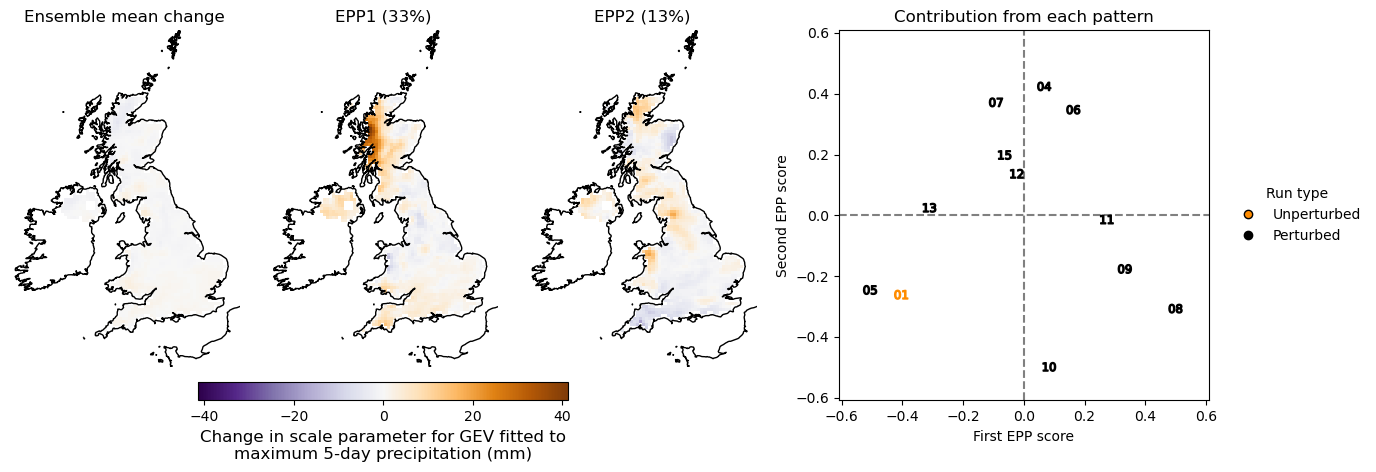 Ensemble mean change
EPP1 (33%)
EPP2 (13%)
Contribution from each pattern
0.6
0.4
0.2
0.0
−0.2
−0.4
−0.6
Second EPP score
04
07
06
15
12
13
11
09
05
01
08
10
−0.6
−0.4
−0.2
0.0
0.2
0.4
0.6
First EPP score
Run type
Unperturbed
Perturbed
−40
−20
0
20
40
Change in scale parameter for GEV fitted to
maximum 5-day precipitation (mm)